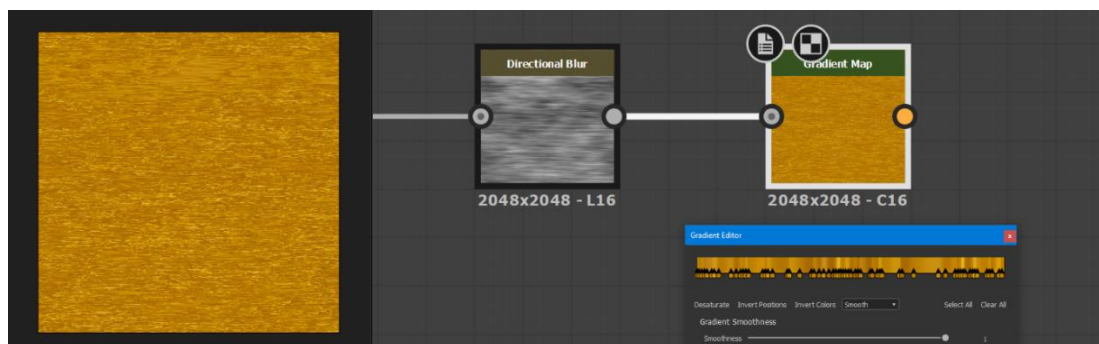 Directional Blur
Gradient Map
2048x2048 - L16
2048x2048 - C16
Gradient Editor
x
Desaturate Invert Positions Invert Colors Smooth Select All Clear All
Gradient Smoothness
Smoothness 1